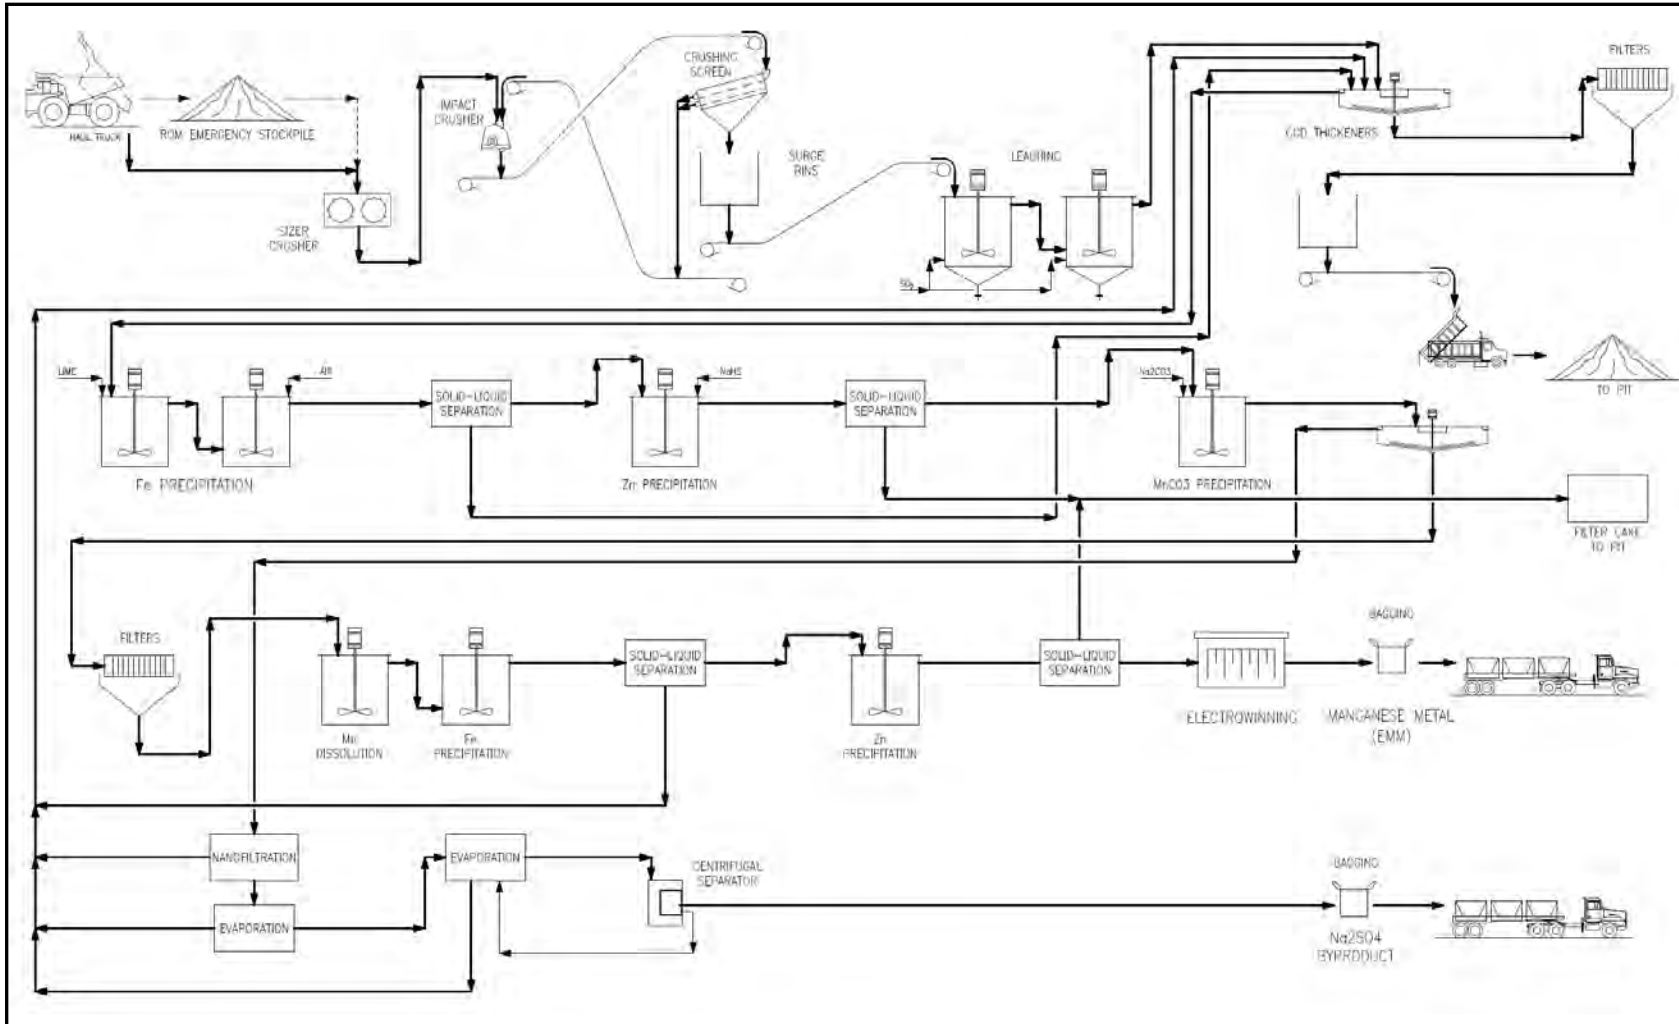 HAUL TRUCK
ROM EMERGENCY STOCKPILE
SIZER
CRUSHER
IMPACT
CRUSHER
CRUSHING
SCREEN
SURGE
BINS
LEACHING
SO2
CCD THICKENERS
FILTERS
TO PIT
LIME
AIR
Fe PRECIPITATION
SOLID-LIQUID
SEPARATION
NaHS
Zn PRECIPITATION
SOLID-LIQUID
SEPARATION
Na2CO3
MnCO3 PRECIPITATION
FILTER CAKE
TO PIT
FILTERS
Mn
DISSOLUTION
Fe
PRECIPITATION
SOLID-LIQUID
SEPARATION
Zn
PRECIPITATION
SOLID-LIQUID
SEPARATION
ELECTROWINNING
BAGGING
MANGANESE METAL
(EMM)
NANOFILTRATION
EVAPORATION
EVAPORATION
CENTRIFUGAL
SEPARATOR
BAGGING
Na2SO4
BYPRODUCT